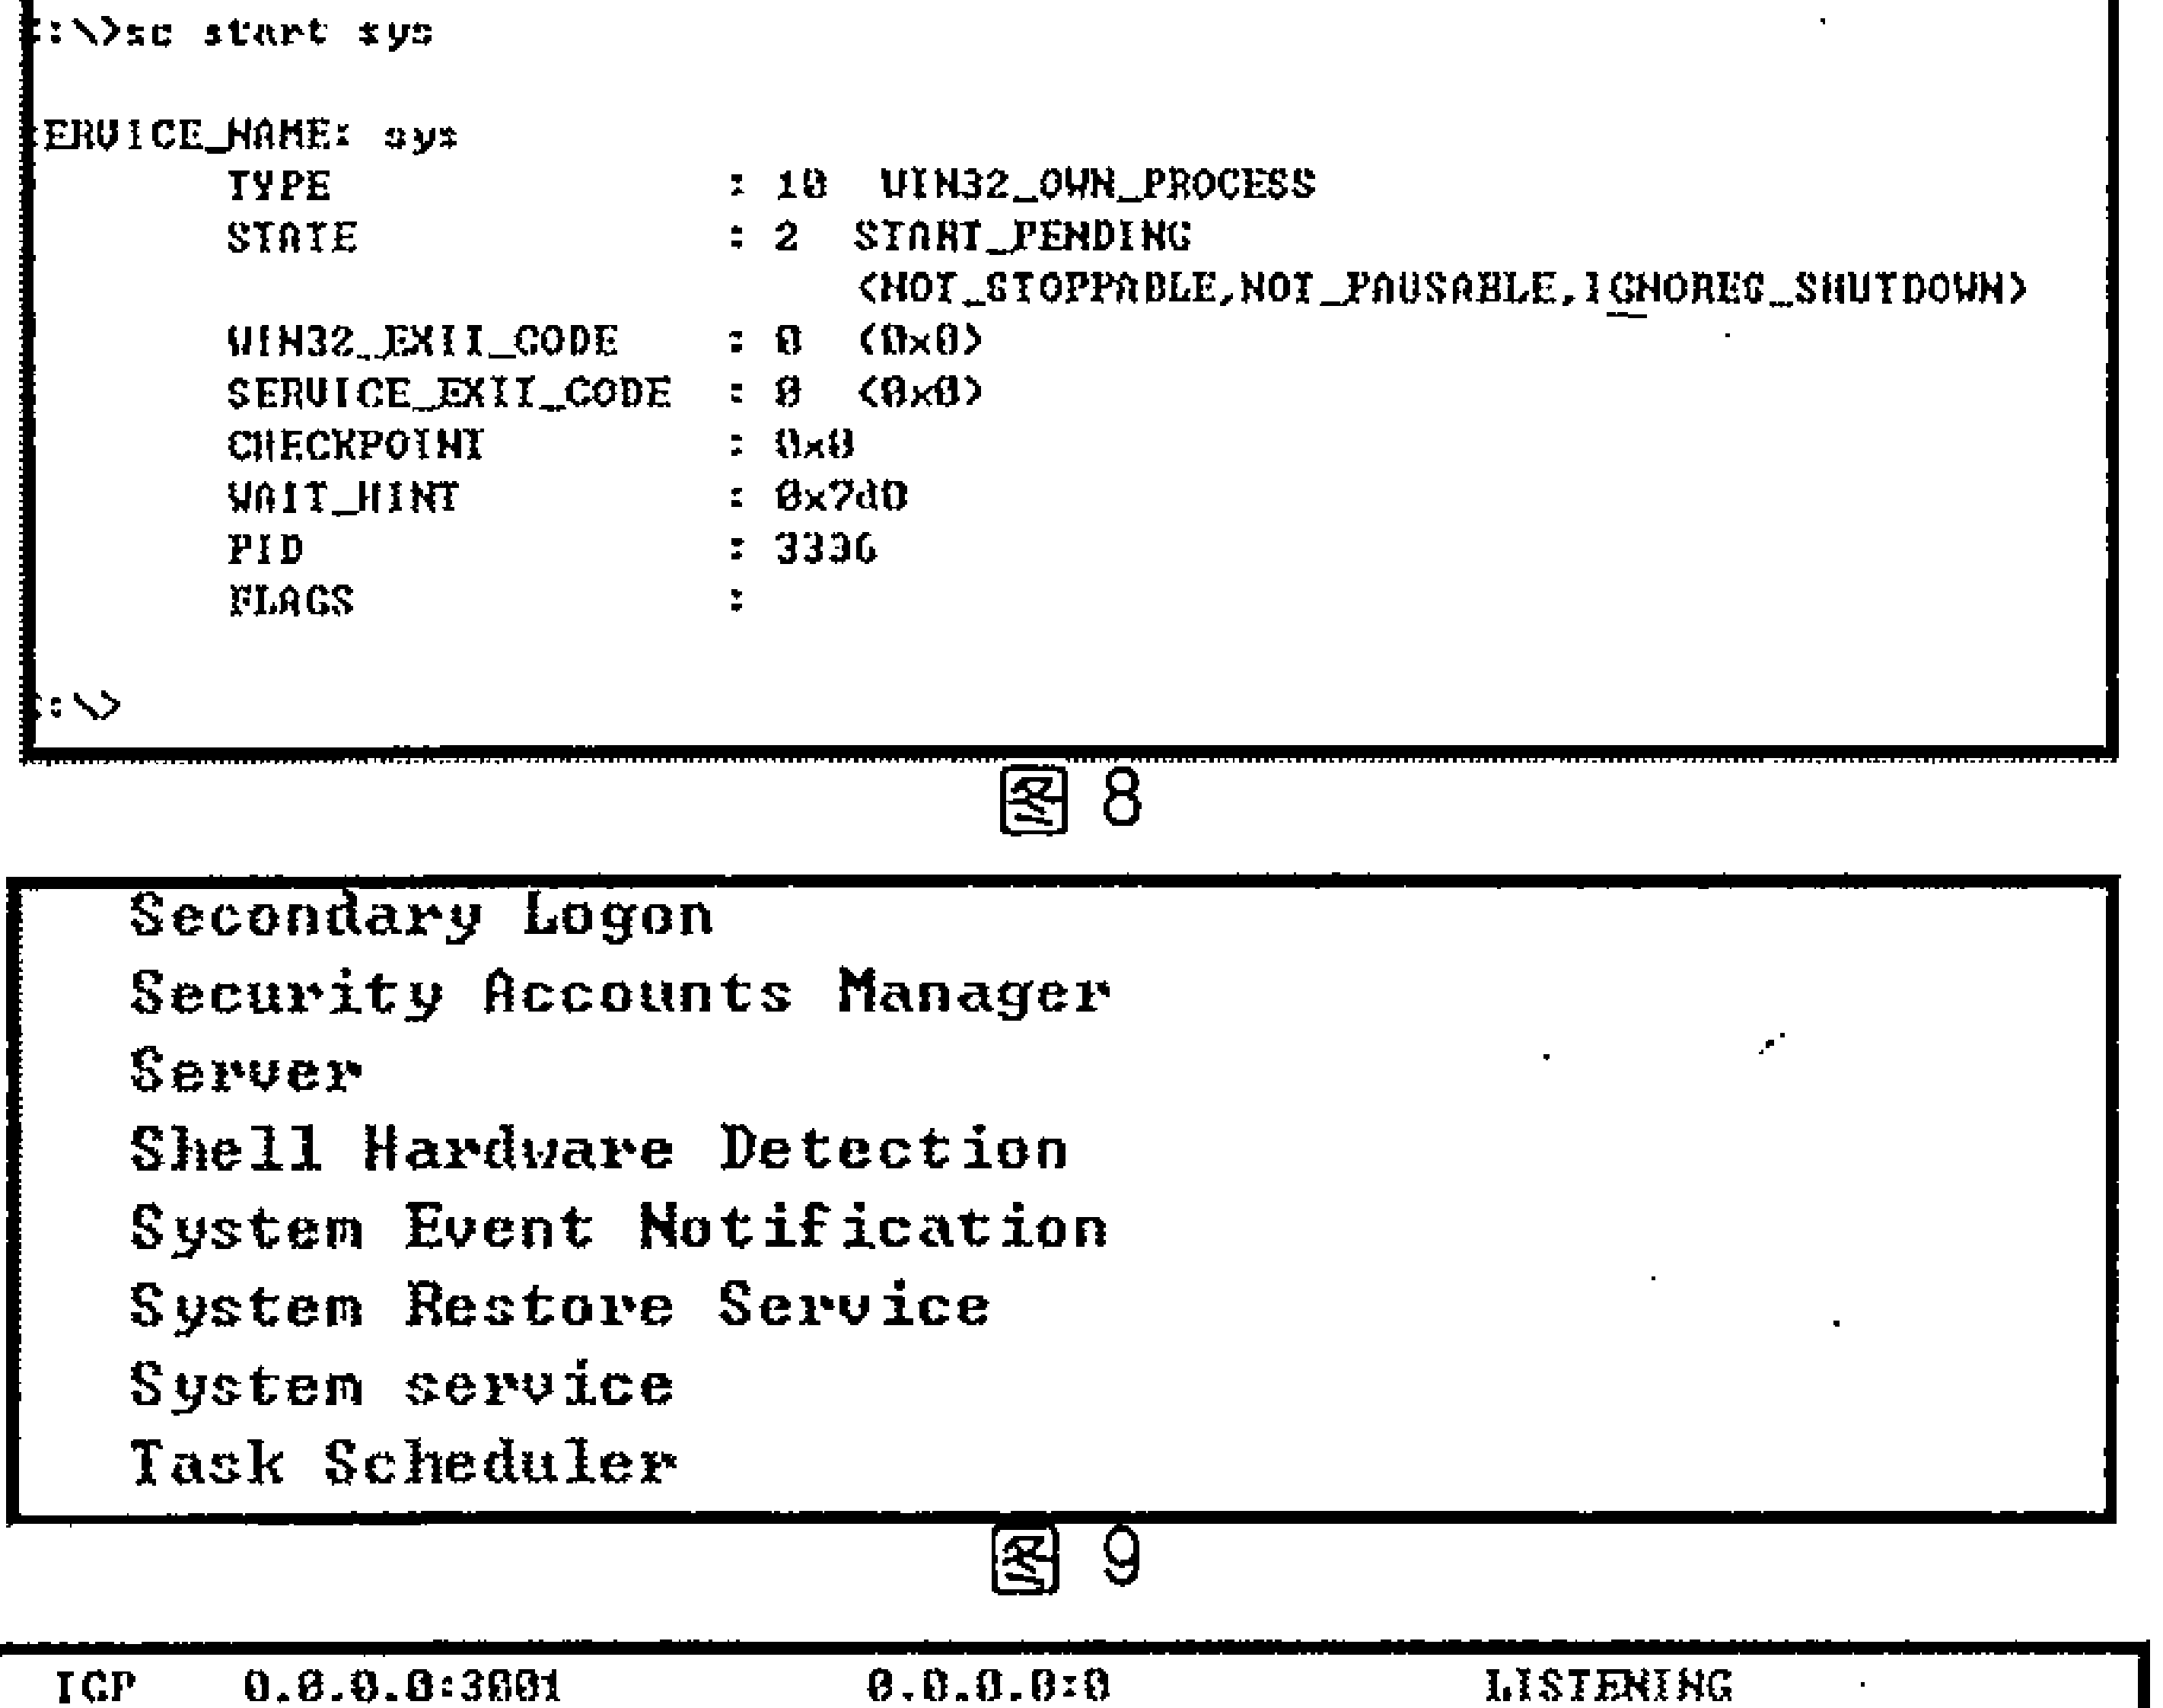 :\>sc start sys
ERVICE_NAME: sys
TYPE : 10 WIN32_OWN_PROCESS
STATE : 2 START_PENDING
(NOT_STOPPABLE,NOT_PAUSABLE,IGNORES_SHUTDOWN)
WIN32_EXIT_CODE : 0 (0x0)
SERVICE_EXIT_CODE : 0 (0x0)
CHECKPOINT : 0x0
WAIT_HINT : 0x7d0
PID : 3336
FLAGS :
:\>
图 8
Secondary Logon
Security Accounts Manager
Server
Shell Hardware Detection
System Event Notification
System Restore Service
System service
Task Scheduler
图 9
TCP 0.0.0.0:3001 0.0.0.0:0 LISTENING